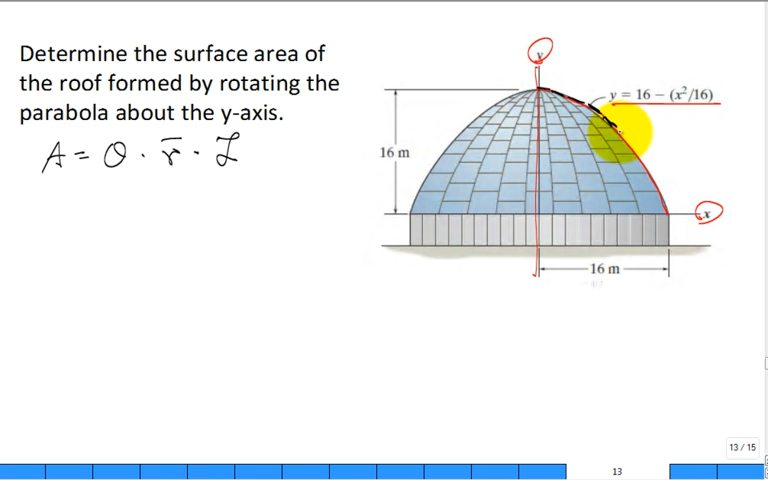 Determine the surface area of
the roof formed by rotating the
parabola about the y-axis.
A = θ · r̄ · L
y
y = 16 − (x²/16)
16 m
x
16 m
13 / 15
13